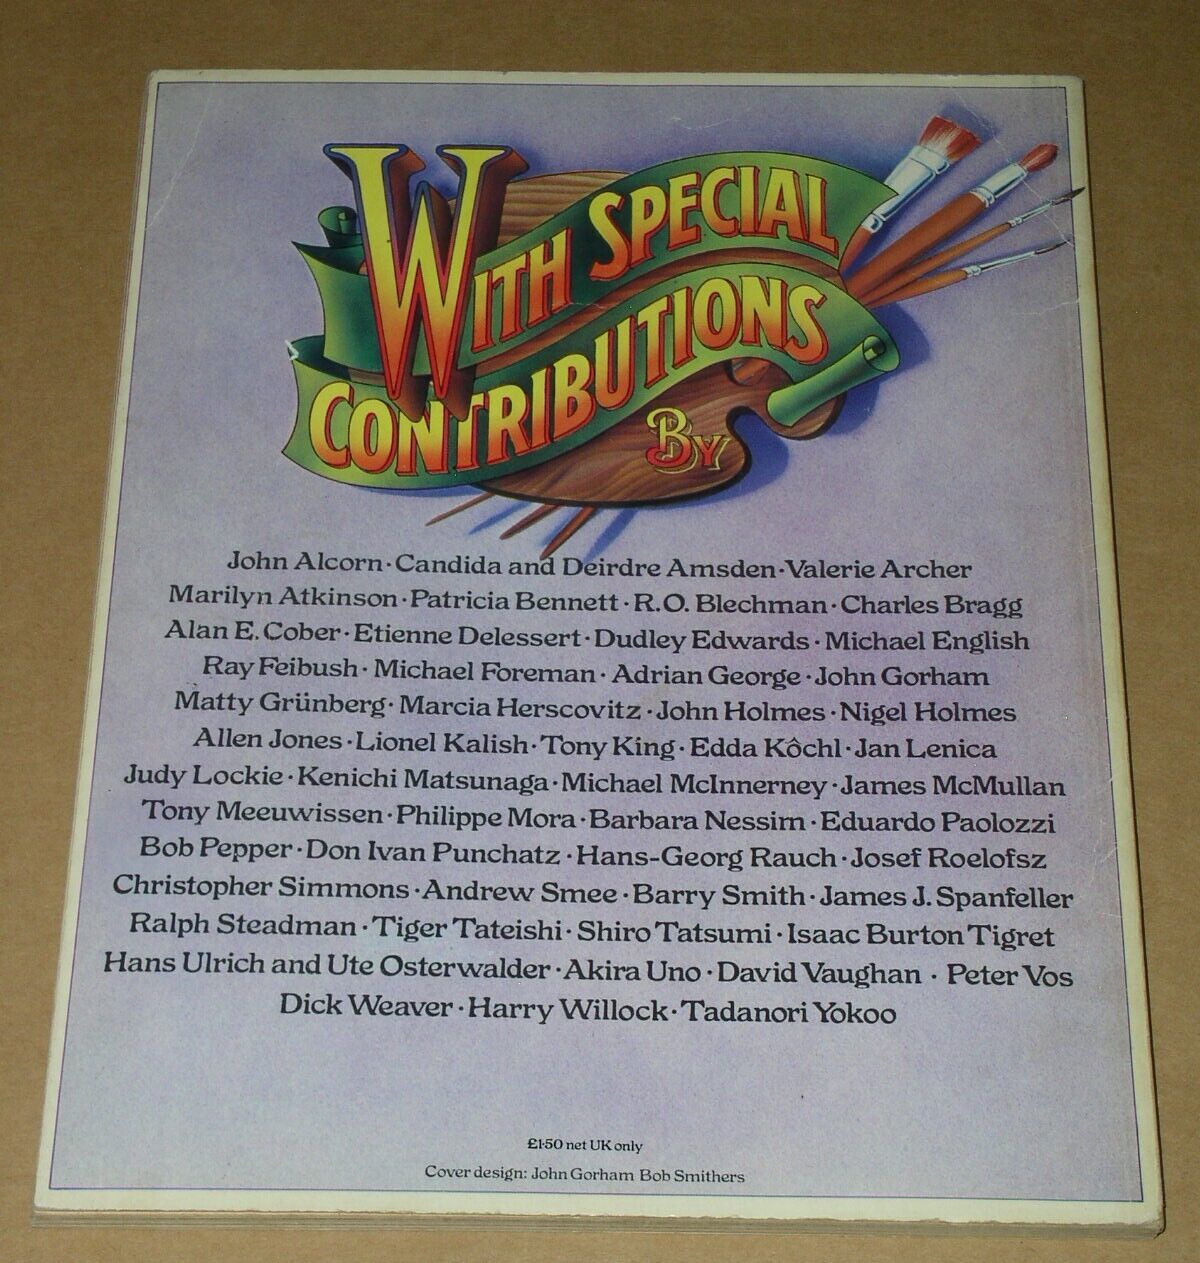 WITH SPECIAL
CONTRIBUTIONS
BY
John Alcorn · Candida and Deirdre Amsden · Valerie Archer
Marilyn Atkinson · Patricia Bennett · R.O. Blechman · Charles Bragg
Alan E. Cober · Etienne Delessert · Dudley Edwards · Michael English
Ray Feibush · Michael Foreman · Adrian George · John Gorham
Matty Grünberg · Marcia Herscovitz · John Holmes · Nigel Holmes
Allen Jones · Lionel Kalish · Tony King · Edda Kôchl · Jan Lenica
Judy Lockie · Kenichi Matsunaga · Michael McInnerney · James McMullan
Tony Meeuwissen · Philippe Mora · Barbara Nessim · Eduardo Paolozzi
Bob Pepper · Don Ivan Punchatz · Hans-Georg Rauch · Josef Roelofsz
Christopher Simmons · Andrew Smee · Barry Smith · James J. Spanfeller
Ralph Steadman · Tiger Tateishi · Shiro Tatsumi · Isaac Burton Tigret
Hans Ulrich and Ute Osterwalder · Akira Uno · David Vaughan · Peter Vos
Dick Weaver · Harry Willock · Tadanori Yokoo
£1·50 net UK only
Cover design: John Gorham Bob Smithers